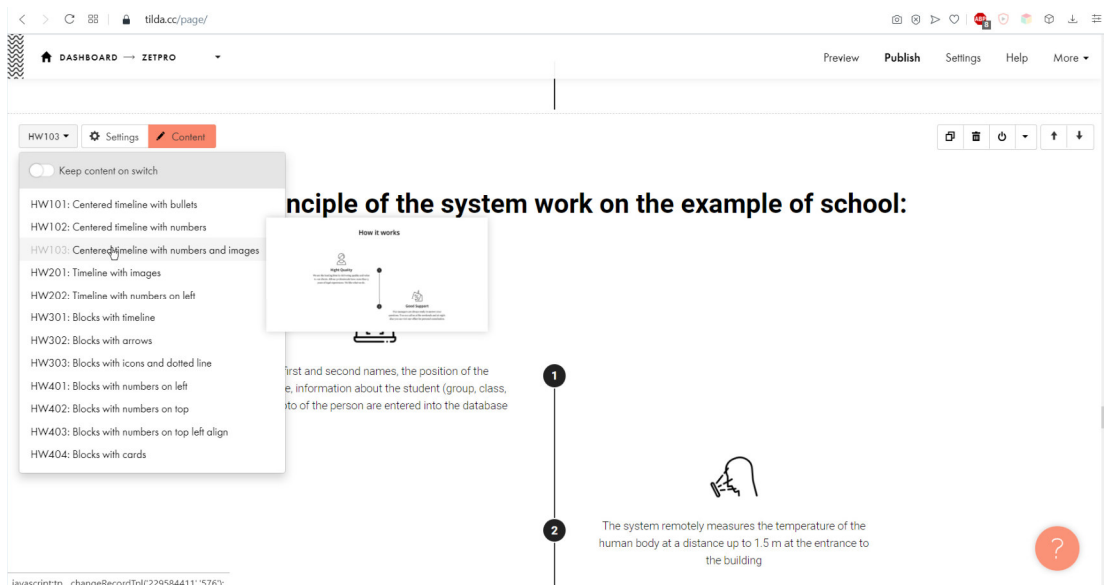 tilda.cc/page/
ABP
8
DASHBOARD → ZETPRO
Preview Publish Settings Help More
HW103 Settings Content
Keep content on switch
HW101: Centered timeline with bullets
HW102: Centered timeline with numbers
HW103: Centered timeline with numbers and images
HW201: Timeline with images
HW202: Timeline with numbers on left
HW301: Blocks with timeline
HW302: Blocks with arrows
HW303: Blocks with icons and dotted line
HW401: Blocks with numbers on left
HW402: Blocks with numbers on top
HW403: Blocks with numbers on top left align
HW404: Blocks with cards
nciple of the system work on the example of school:
How it works
Right Quality
Good Support
first and second names, the position of the
e, information about the student (group, class,
oto of the person are entered into the database
1
2
The system remotely measures the temperature of the
human body at a distance up to 1.5 m at the entrance to
the building
?